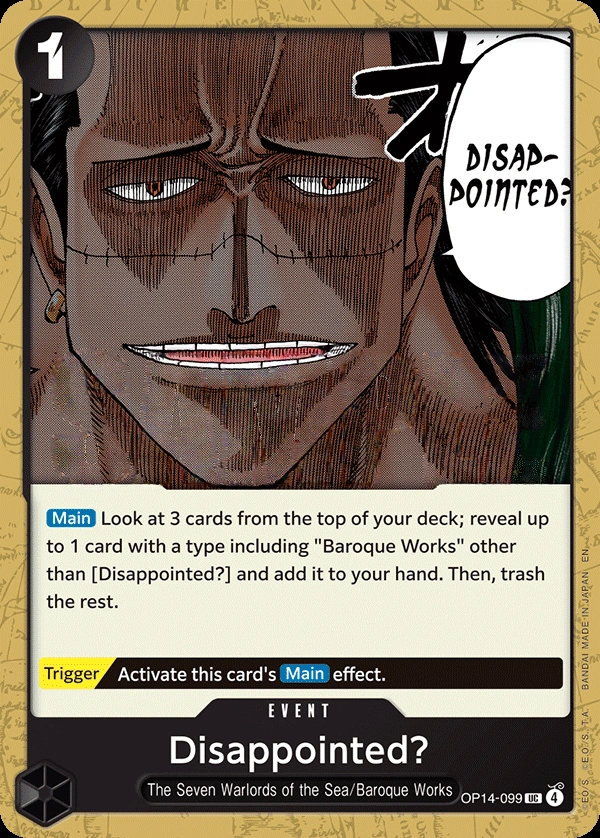 DLICHES EISMEER
1
DISAP-
POINTED?
Main Look at 3 cards from the top of your deck; reveal up
to 1 card with a type including "Baroque Works" other
than [Disappointed?] and add it to your hand. Then, trash
the rest.
Trigger Activate this card's Main effect.
EVENT
Disappointed?
The Seven Warlords of the Sea/Baroque Works
OP14-099 UC 4
©E.O./S. ©E.O./S.,T.A. BANDAI MADE IN JAPAN EN